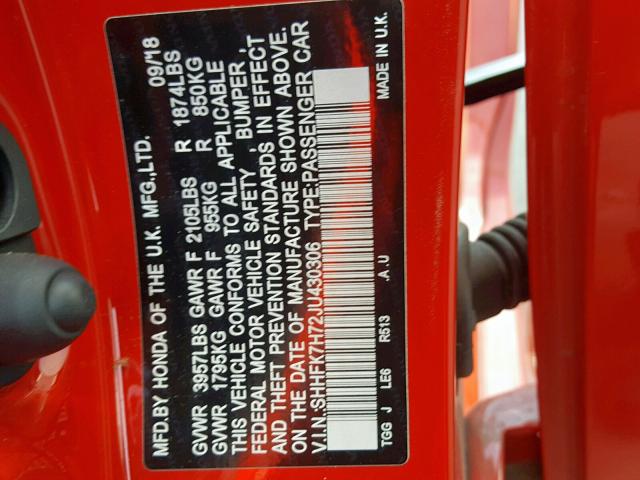 MFD.BY HONDA OF THE U.K. MFG.,LTD. 09/18
GVWR 3957LBS GAWR F 2105LBS R 1874LBS
GVWR 1795KG GAWR F 955KG R 850KG
THIS VEHICLE CONFORMS TO ALL APPLICABLE
FEDERAL MOTOR VEHICLE SAFETY, BUMPER,
AND THEFT PREVENTION STANDARDS IN EFFECT
ON THE DATE OF MANUFACTURE SHOWN ABOVE.
V.I.N:SHHFK7H72JU430306 TYPE:PASSENGER CAR
TGG J LE6 R513 .A.U MADE IN U.K.